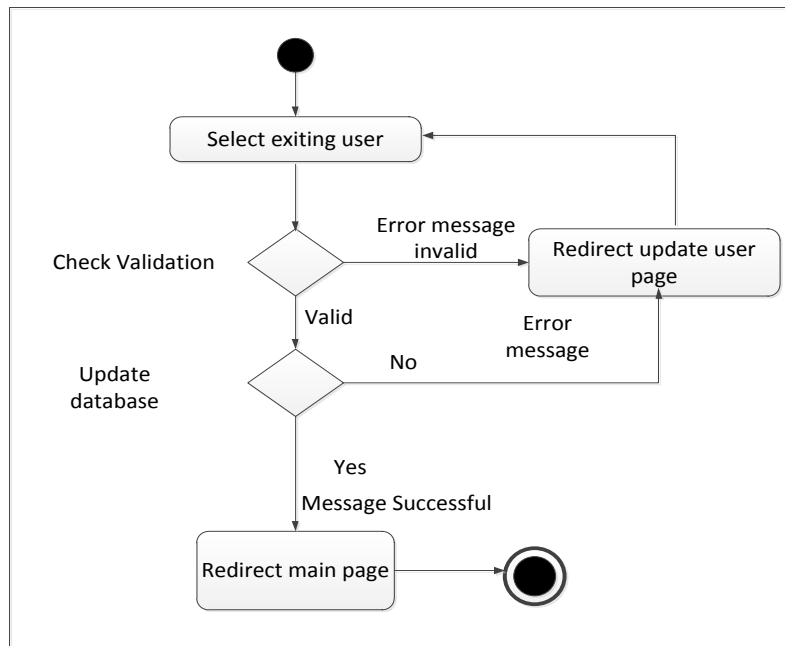 Select exiting user
Error message
invalid
Check Validation
Redirect update user
page
Valid
Error
message
No
Update
database
Yes
Message Successful
Redirect main page